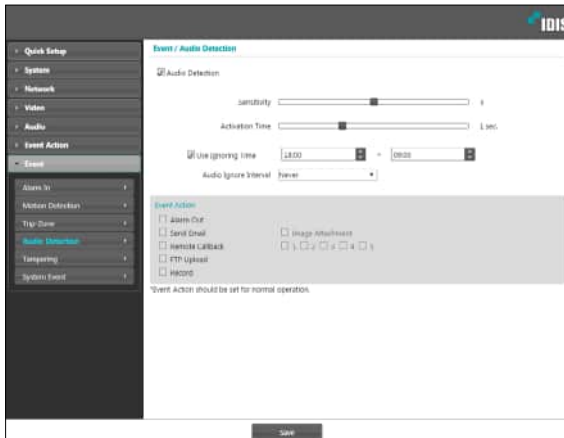 IDIS
Quick Setup
System
Network
Video
Audio
Event Action
Event
Alarm In
Motion Detection
Trip-Zone
Audio Detection
Tampering
System Event
Event / Audio Detection
Audio Detection
Sensitivity
Activation Time 1 sec.
Use Ignoring Time 18:00 ~ 09:00
Audio Ignore Interval Never
Event Action
Alarm Out
Send Email Image Attachment
Remote Callback 1 2 3 4 5
FTP Upload
Record
*Event Action should be set for normal operation.
Save